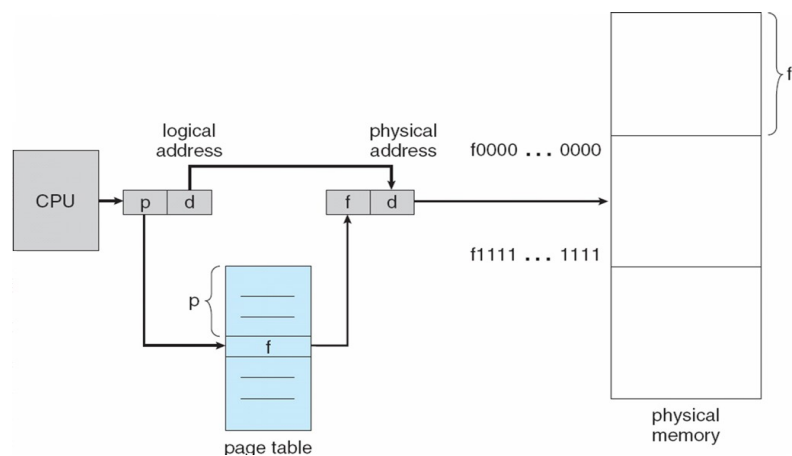 f
logical
address
physical
address
f0000 ... 0000
CPU
p
d
f
d
f1111 ... 1111
p
f
page table
physical
memory